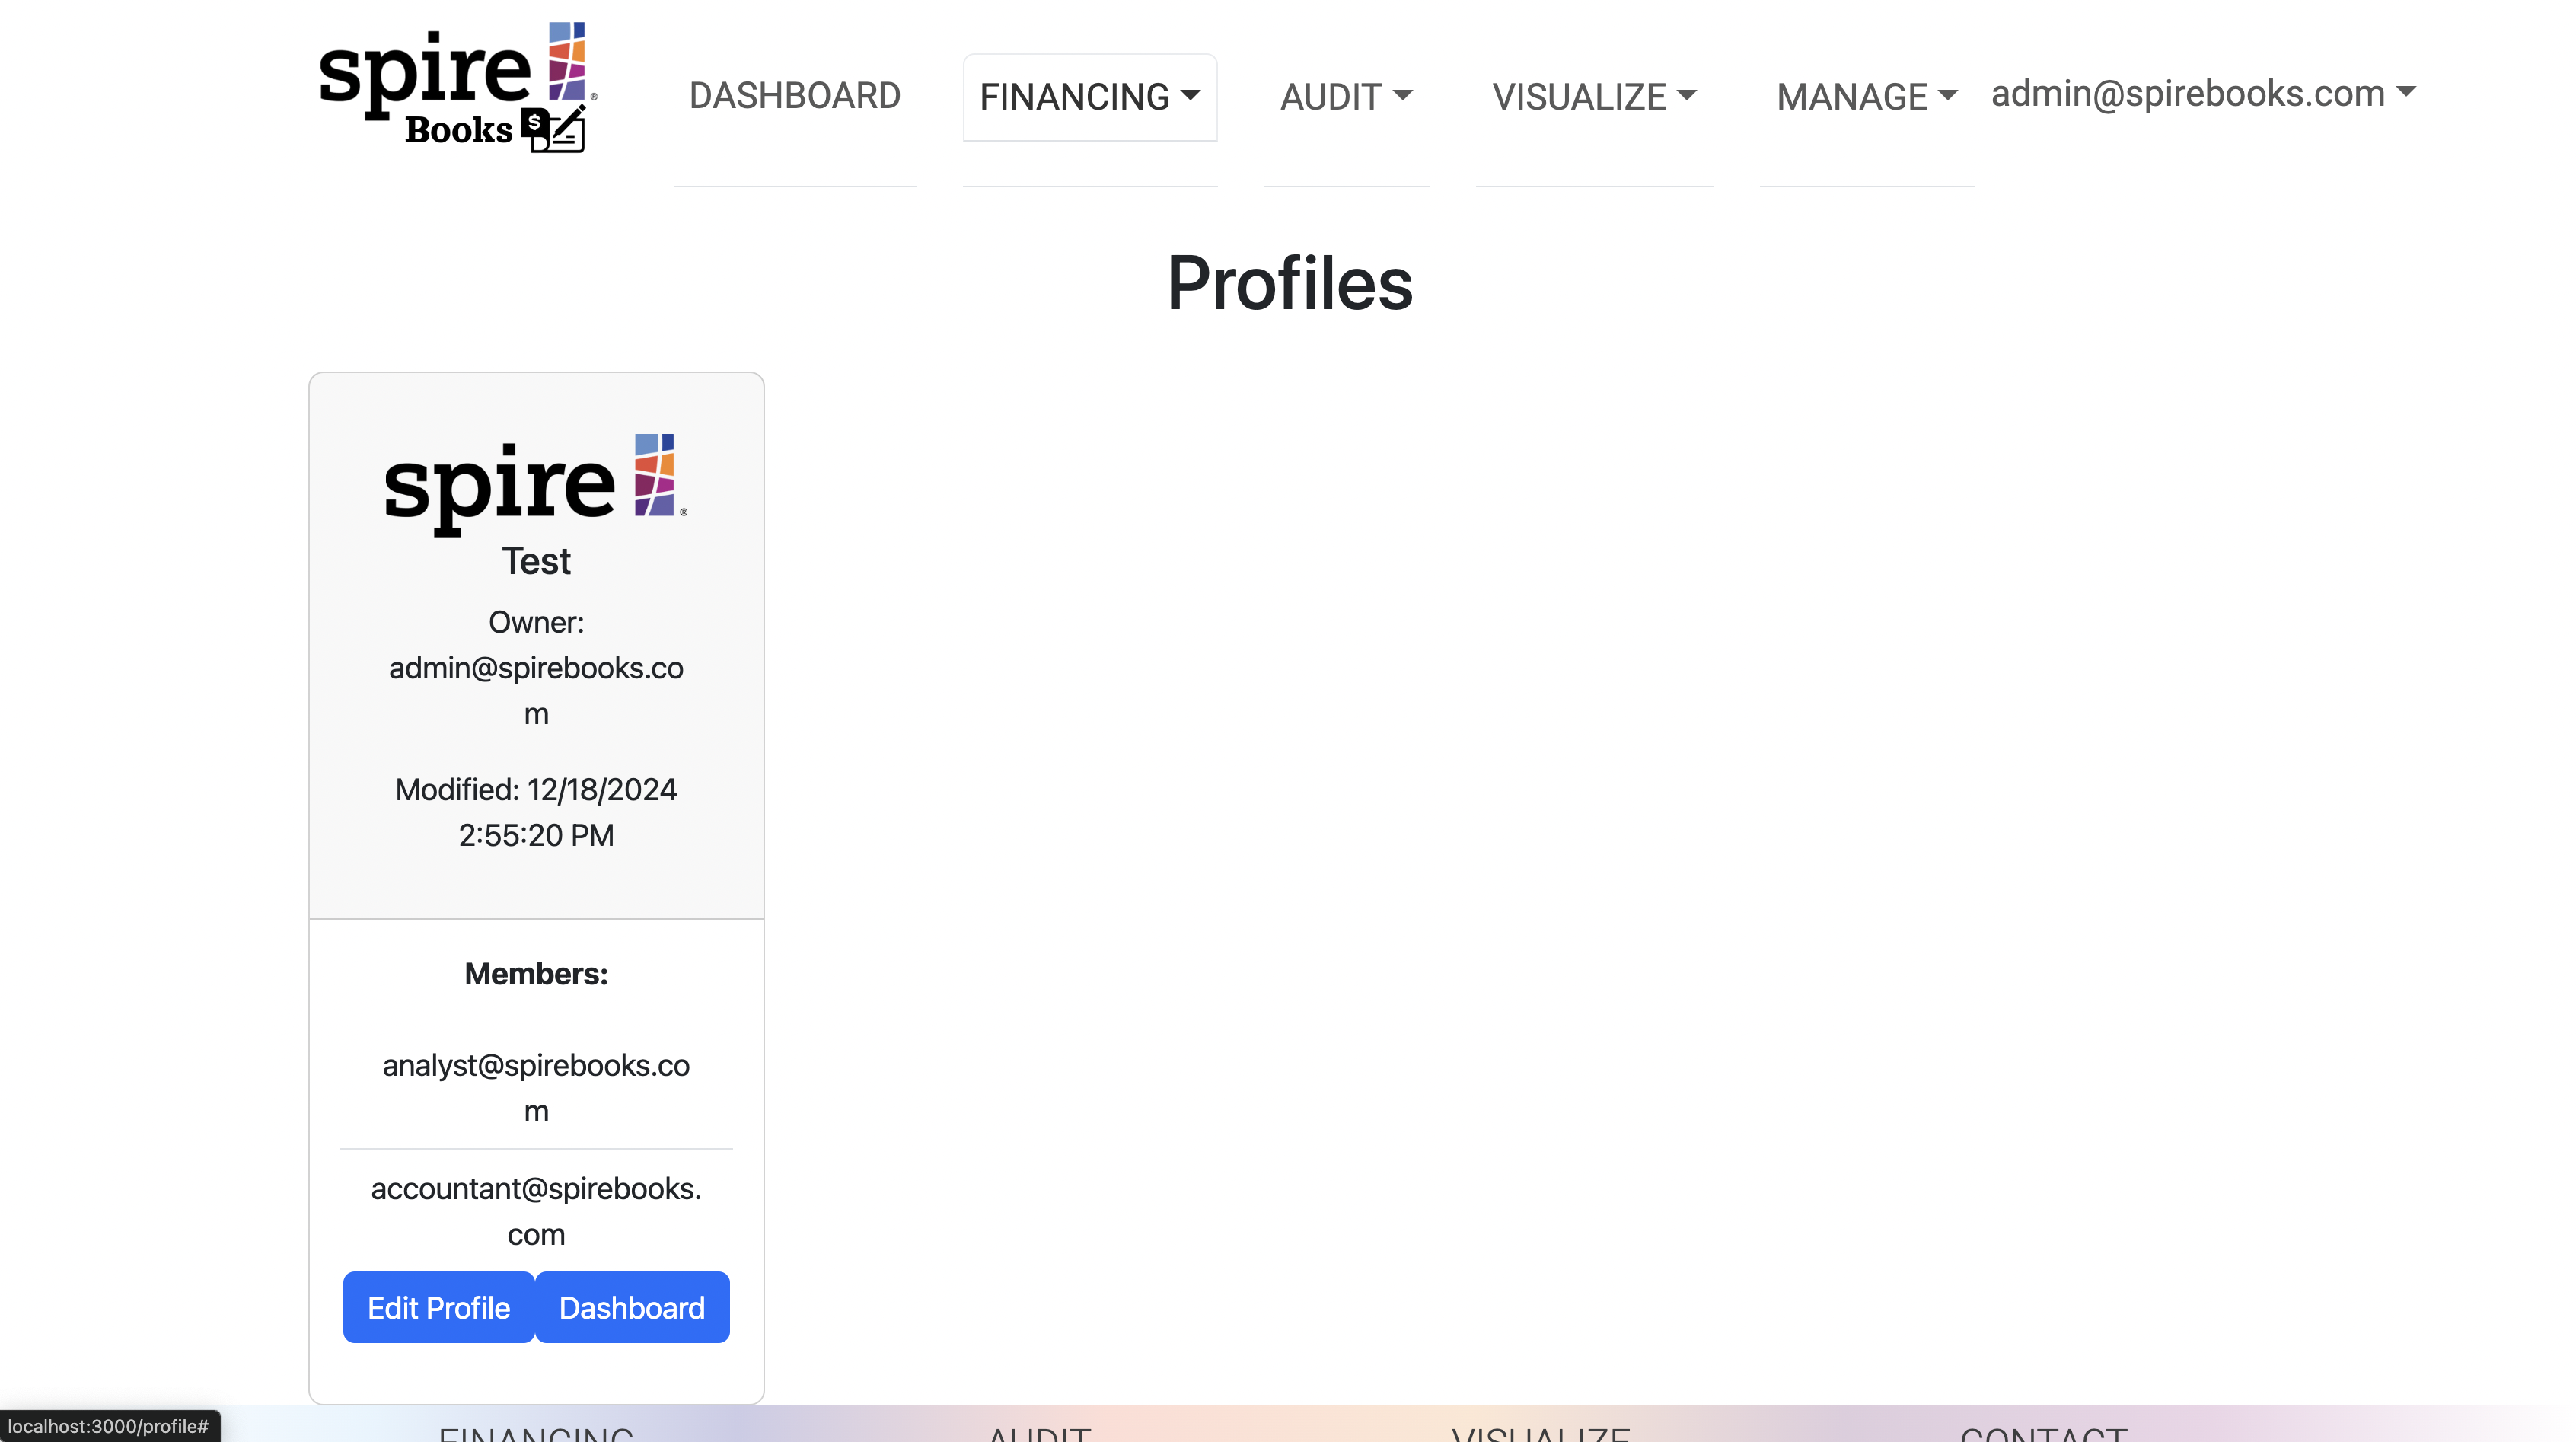 spire
Books
DASHBOARD
FINANCING
AUDIT
VISUALIZE
MANAGE
admin@spirebooks.com
Profiles
spire
Test
Owner:
admin@spirebooks.co
m
Modified: 12/18/2024
2:55:20 PM
Members:
analyst@spirebooks.co
m
accountant@spirebooks.
com
Edit Profile
Dashboard
localhost:3000/profile#
FINANCING
AUDIT
VISUALIZE
CONTACT